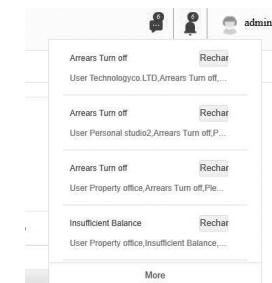 6
6
admin
Arrears Turn off Rechar
User Technologyco.LTD,Arrears Turn off,...
Arrears Turn off Rechar
User Personal studio2,Arrears Turn off,P...
Arrears Turn off Rechar
User Property office,Arrears Turn off,Ple...
Insufficient Balance Rechar
User Property office,Insufficient Balance,...
More